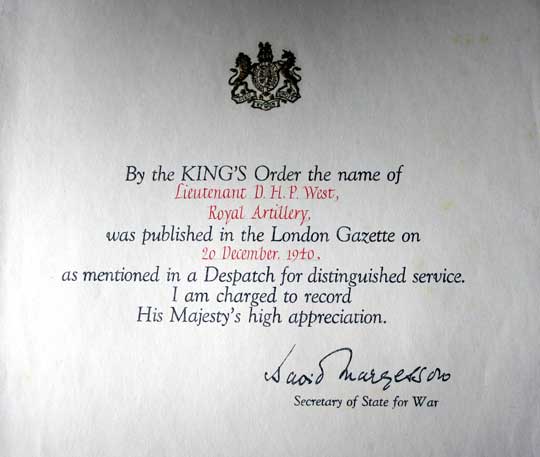 By the KING'S Order the name of
Lieutenant D. H. P. West,
Royal Artillery,
was published in the London Gazette on
20 December, 1940,
as mentioned in a Despatch for distinguished service.
I am charged to record
His Majesty's high appreciation.
David Margesson
Secretary of State for War